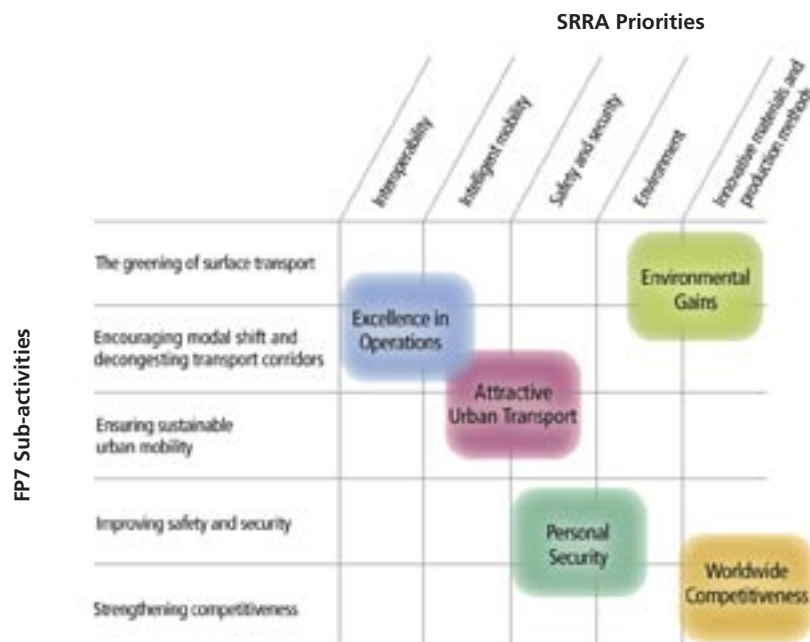 SRRA Priorities
Interoperability
Intelligent mobility
Safety and security
Environment
Innovative materials and
production methods
FP7 Sub-activities
The greening of surface transport
Environmental
Gains
Excellence in
Operations
Encouraging modal shift and
decongesting transport corridors
Attractive
Urban Transport
Ensuring sustainable
urban mobility
Improving safety and security
Personal
Security
Worldwide
Competitiveness
Strengthening competitiveness